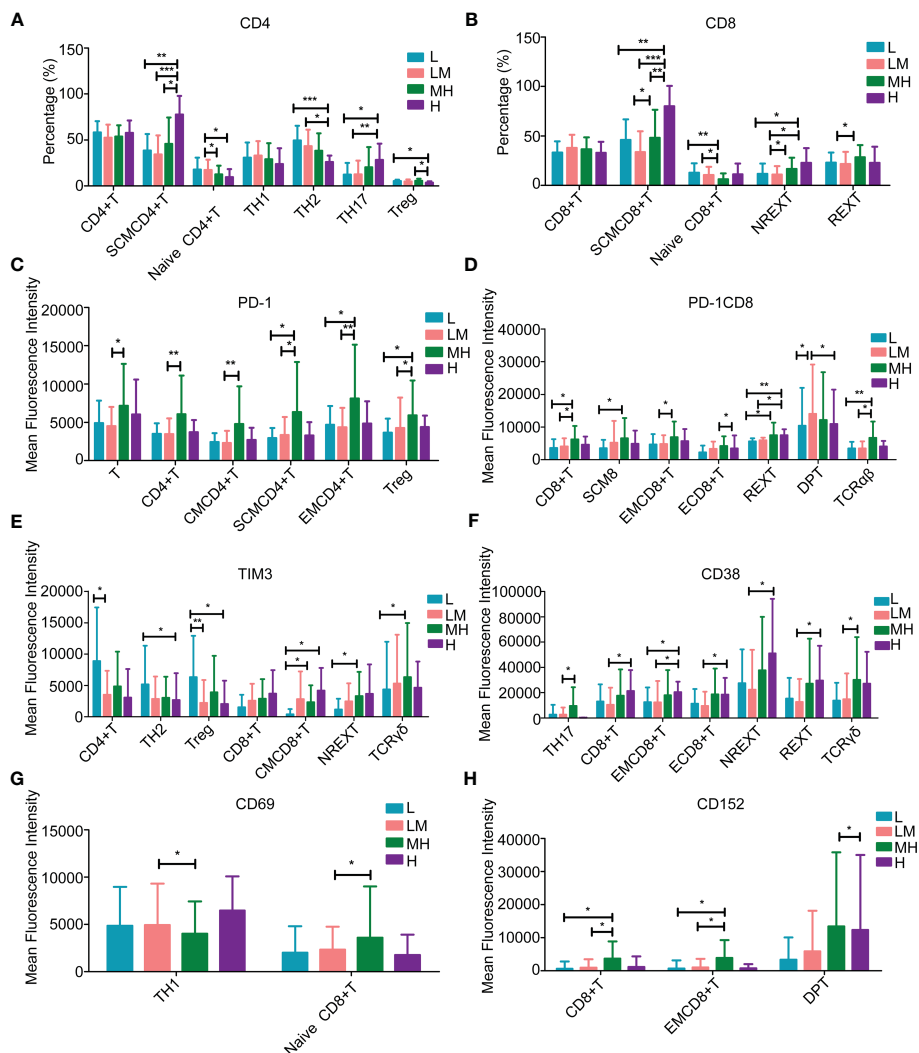 A
CD4
Percentage (%)
150
100
50
0
** *** * * * *** * * ** * *
L
LM
MH
H
CD4+T
SCMCD4+T
Naive CD4+T
TH1
TH2
TH17
Treg
B
CD8
Percentage (%)
150
100
50
0
** *** ** * ** * * * * *
L
LM
MH
H
CD8+T
SCMCD8+T
Naive CD8+T
NREXT
REXT
C
PD-1
Mean Fluorescence Intensity
20000
15000
10000
5000
0
* ** ** * * * ** * *
L
LM
MH
H
T
CD4+T
CMCD4+T
SCMCD4+T
EMCD4+T
Treg
D
PD-1CD8
Mean Fluorescence Intensity
40000
30000
20000
10000
0
* * * * * ** * * * * ** *
L
LM
MH
H
CD8+T
SCM8
EMCD8+T
ECD8+T
REXT
DPT
TCRαβ
E
TIM3
Mean Fluorescence Intensity
20000
15000
10000
5000
0
* * * ** * * * *
L
LM
MH
H
CD4+T
TH2
Treg
CD8+T
CMCD8+T
NREXT
TCRγδ
F
CD38
Mean Fluorescence Intensity
100000
80000
60000
40000
20000
0
* * * * * * * *
L
LM
MH
H
TH17
CD8+T
EMCD8+T
ECD8+T
NREXT
REXT
TCRγδ
G
CD69
Mean Fluorescence Intensity
15000
10000
5000
0
* *
L
LM
MH
H
TH1
Naive CD8+T
H
CD152
Mean Fluorescence Intensity
40000
30000
20000
10000
0
* * * * *
L
LM
MH
H
CD8+T
EMCD8+T
DPT